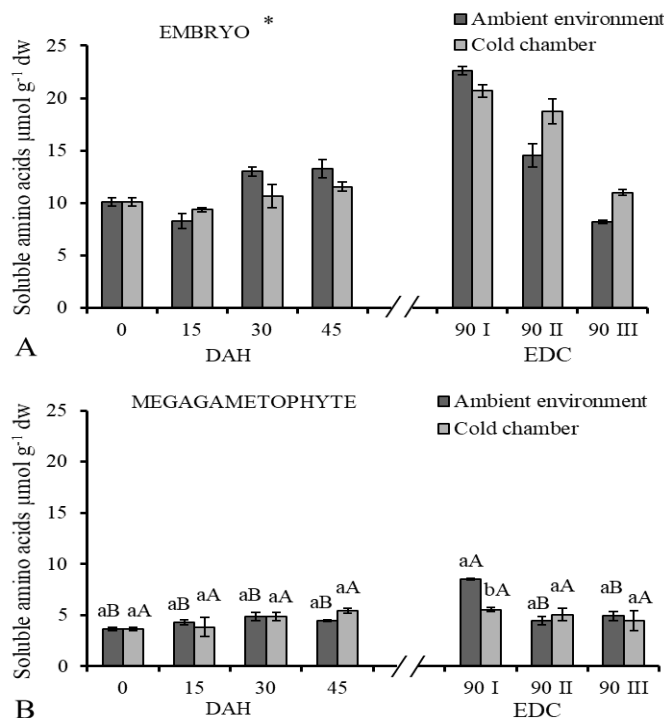 Ambient environment
Cold chamber
EMBRYO *
Soluble amino acids µmol g⁻¹ dw
25
20
15
10
5
0
0 15 30 45 90 I 90 II 90 III
DAH EDC
A
MEGAGAMETOPHYTE
Ambient environment
Cold chamber
Soluble amino acids µmol g⁻¹ dw
25
20
15
10
5
0
aB aA aB aA aB aA aB aA aA bA aB aA aB aA
0 15 30 45 90 I 90 II 90 III
DAH EDC
B